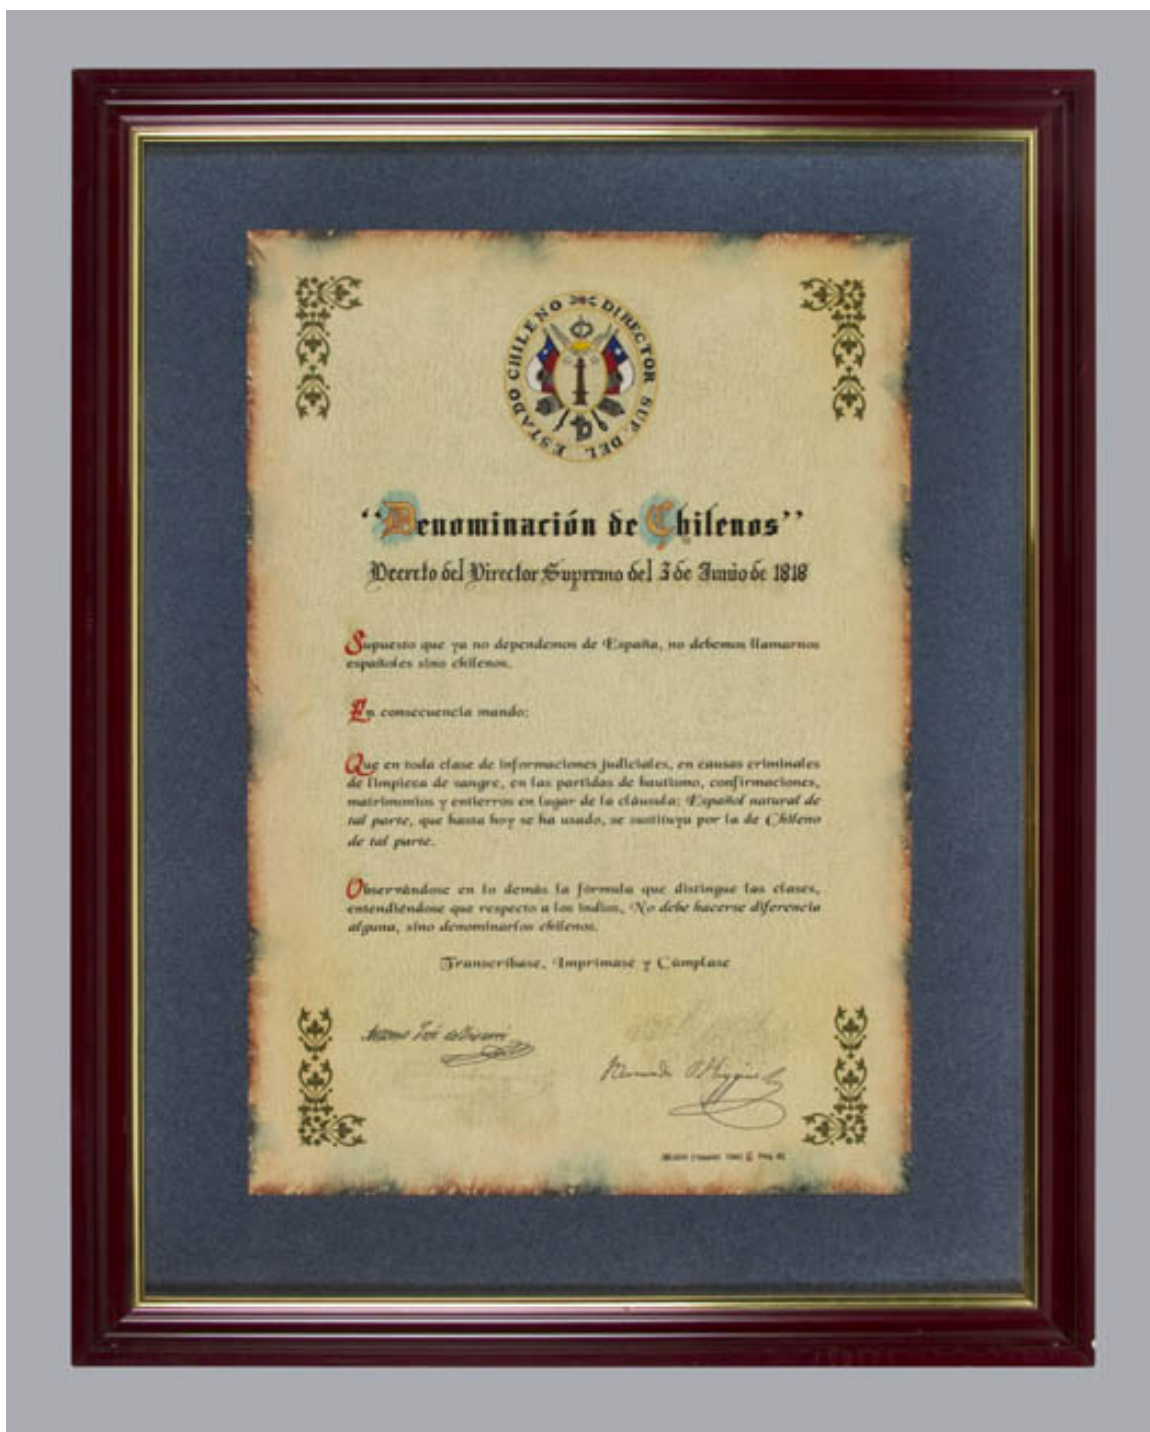 ESTADO CHILENO DIRECTOR SUP. DEL
“Denominación de Chilenos”
Decreto del Director Supremo del 3 de Junio de 1818
Supuesto que ya no dependemos de España, no debemos llamarnos
españoles sino chilenos.
En consecuencia mando:
Que en toda clase de informaciones judiciales, en causas criminales
de limpieza de sangre, en las partidas de bautismo, confirmaciones,
matrimonios y entierros en lugar de la cláusula: Español natural de
tal parte, que hasta hoy se ha usado, se sustituya por la de Chileno
de tal parte.
Observándose en lo demás la fórmula que distingue las clases,
entendiéndose que respecto a los indios, No debe hacerse diferencia
alguna, sino denominarlos chilenos.
Transcríbase, Imprímase y Cúmplase
Bernardo O'Higgins